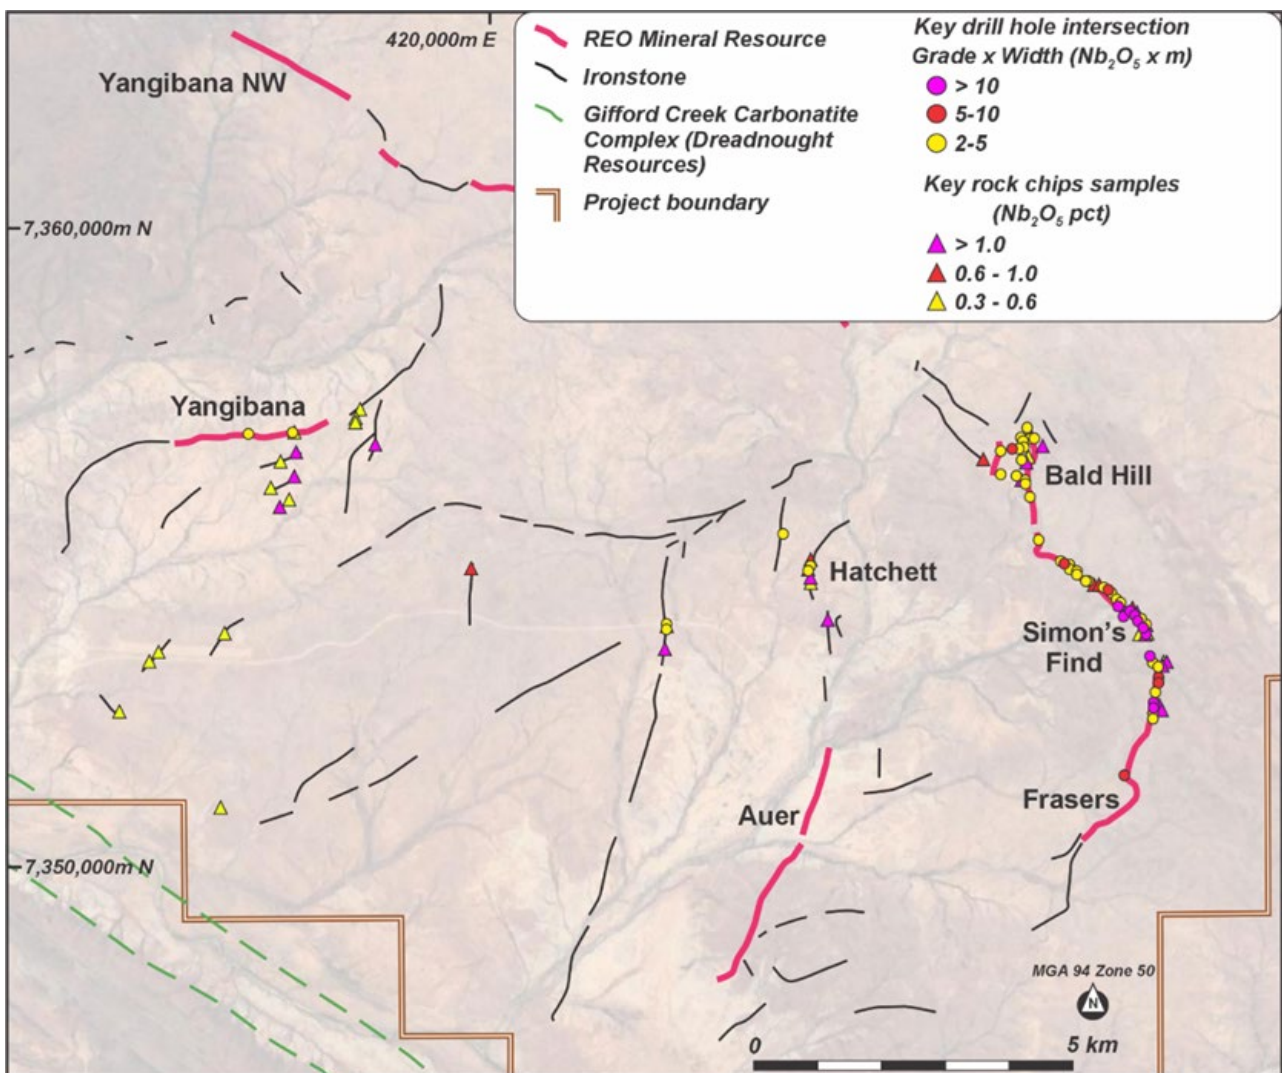 420,000m E
Yangibana NW
7,360,000m N
REO Mineral Resource
Ironstone
Gifford Creek Carbonatite
Complex (Dreadnought
Resources)
Project boundary
Key drill hole intersection
Grade x Width (Nb₂O₅ x m)
> 10
5-10
2-5
Key rock chips samples
(Nb₂O₅ pct)
> 1.0
0.6 - 1.0
0.3 - 0.6
Yangibana
Bald Hill
Hatchett
Simon's
Find
Frasers
Auer
7,350,000m N
MGA 94 Zone 50
N
0
5 km